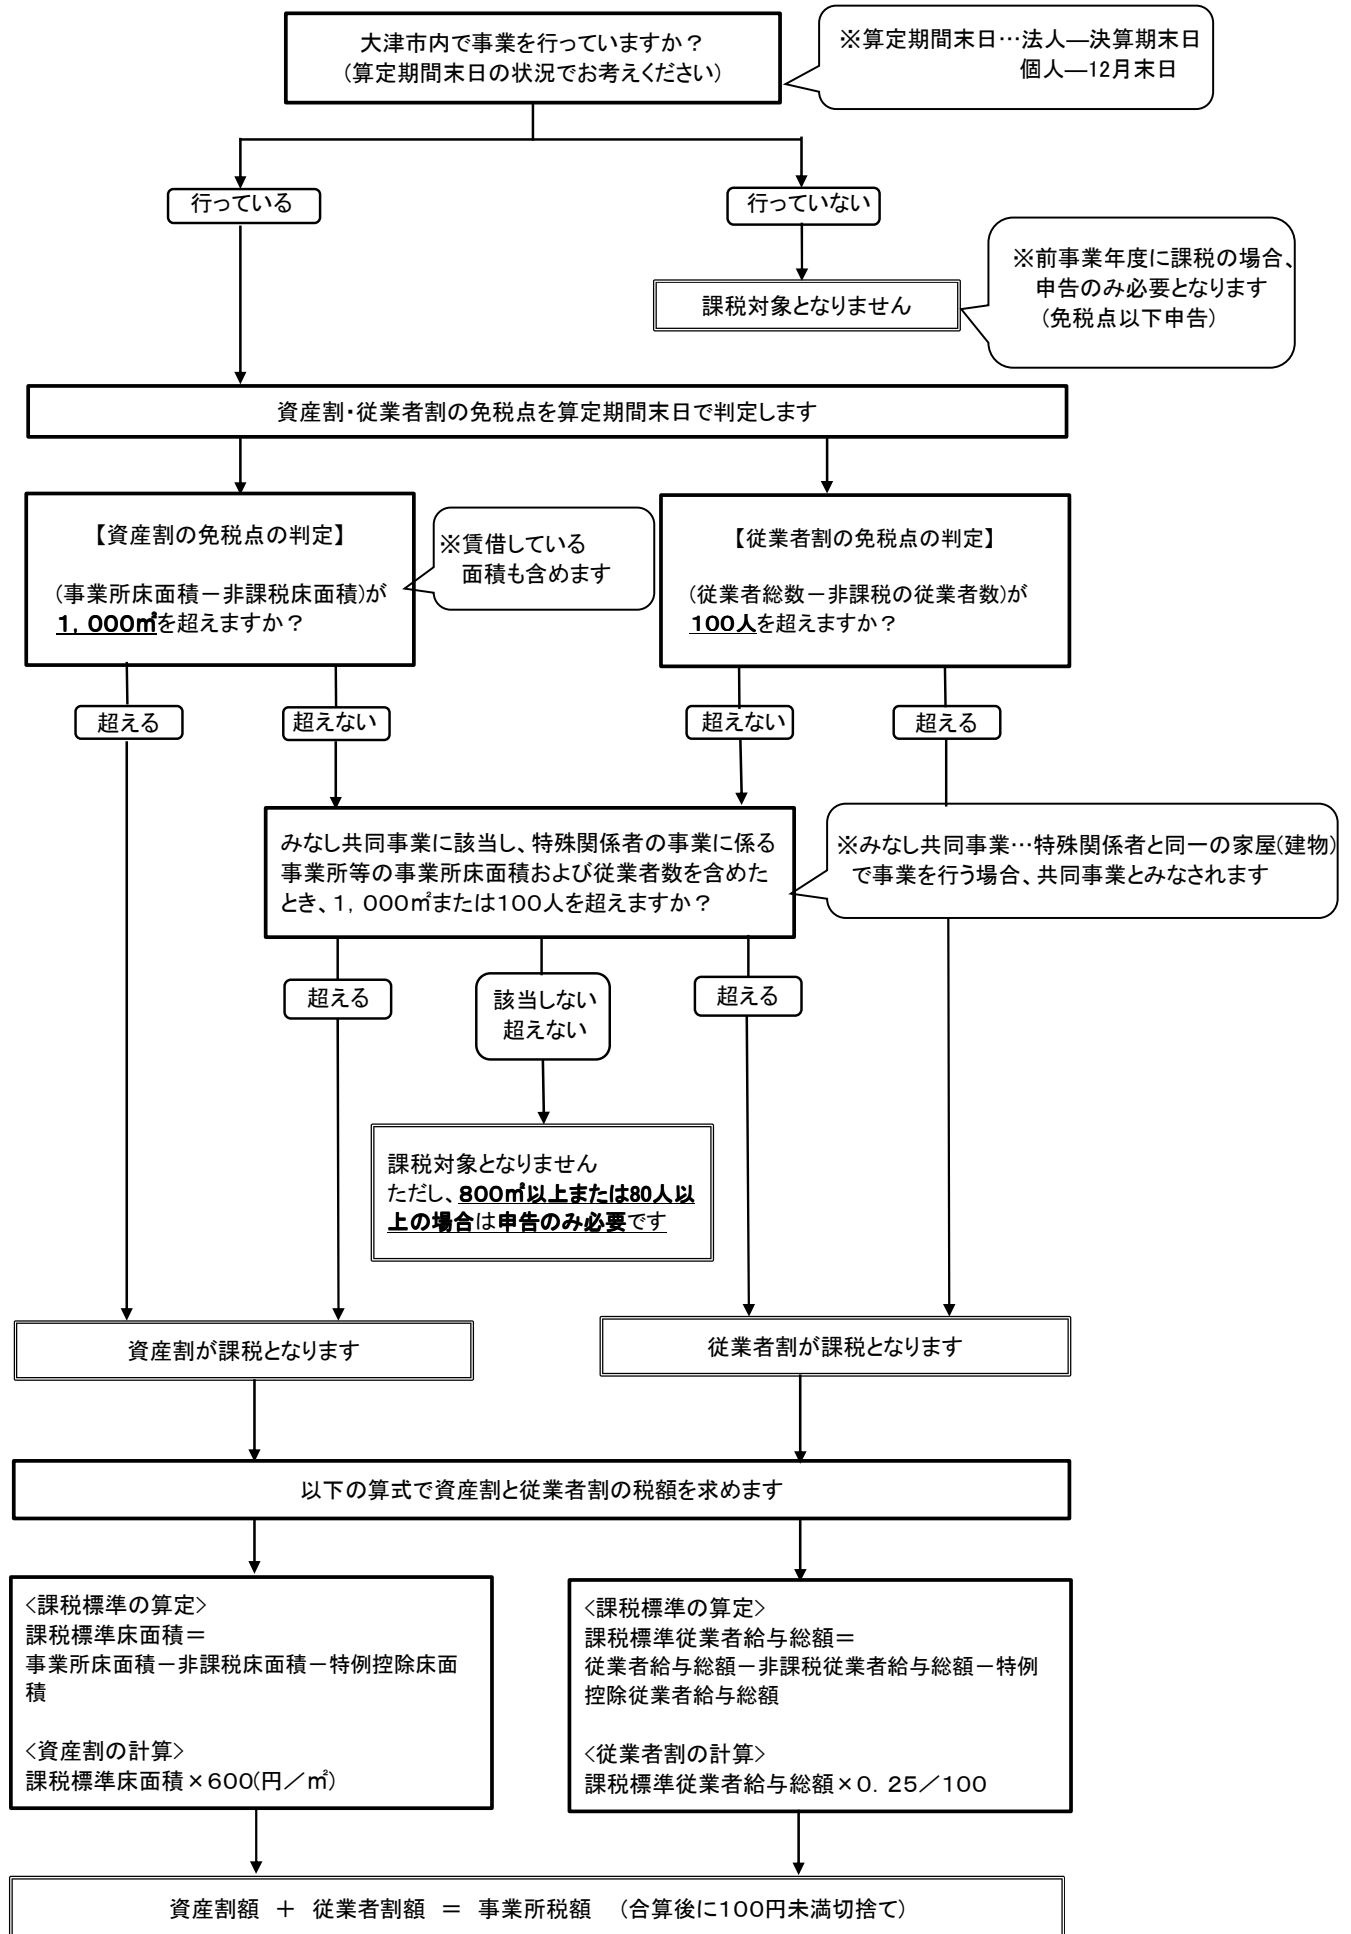 大津市内で事業を行っていますか？
(算定期間末日の状況でお考えください)
※算定期間末日…法人―決算期末日
個人―12月末日
行っている
行っていない
課税対象となりません
※前事業年度に課税の場合、
申告のみ必要となります
(免税点以下申告)
資産割・従業者割の免税点を算定期間末日で判定します
【資産割の免税点の判定】
(事業所床面積－非課税床面積)が
１，０００㎡を超えますか？
※賃借している
面積も含めます
【従業者割の免税点の判定】
(従業者総数－非課税の従業者数)が
１００人を超えますか？
超える
超えない
超えない
超える
みなし共同事業に該当し、特殊関係者の事業に係る
事業所等の事業所床面積および従業者数を含めた
とき、１，０００㎡または１００人を超えますか？
※みなし共同事業…特殊関係者と同一の家屋(建物)
で事業を行う場合、共同事業とみなされます
超える
該当しない
超えない
超える
課税対象となりません
ただし、８００㎡以上または80人以
上の場合は申告のみ必要です
資産割が課税となります
従業者割が課税となります
以下の算式で資産割と従業者割の税額を求めます
<課税標準の算定>
課税標準床面積＝
事業所床面積－非課税床面積－特例控除床面
積
<資産割の計算>
課税標準床面積×６００(円／㎡)
<課税標準の算定>
課税標準従業者給与総額＝
従業者給与総額－非課税従業者給与総額－特例
控除従業者給与総額
<従業者割の計算>
課税標準従業者給与総額×０．２５／１００
資産割額 ＋ 従業者割額 ＝ 事業所税額 (合算後に１００円未満切捨て)